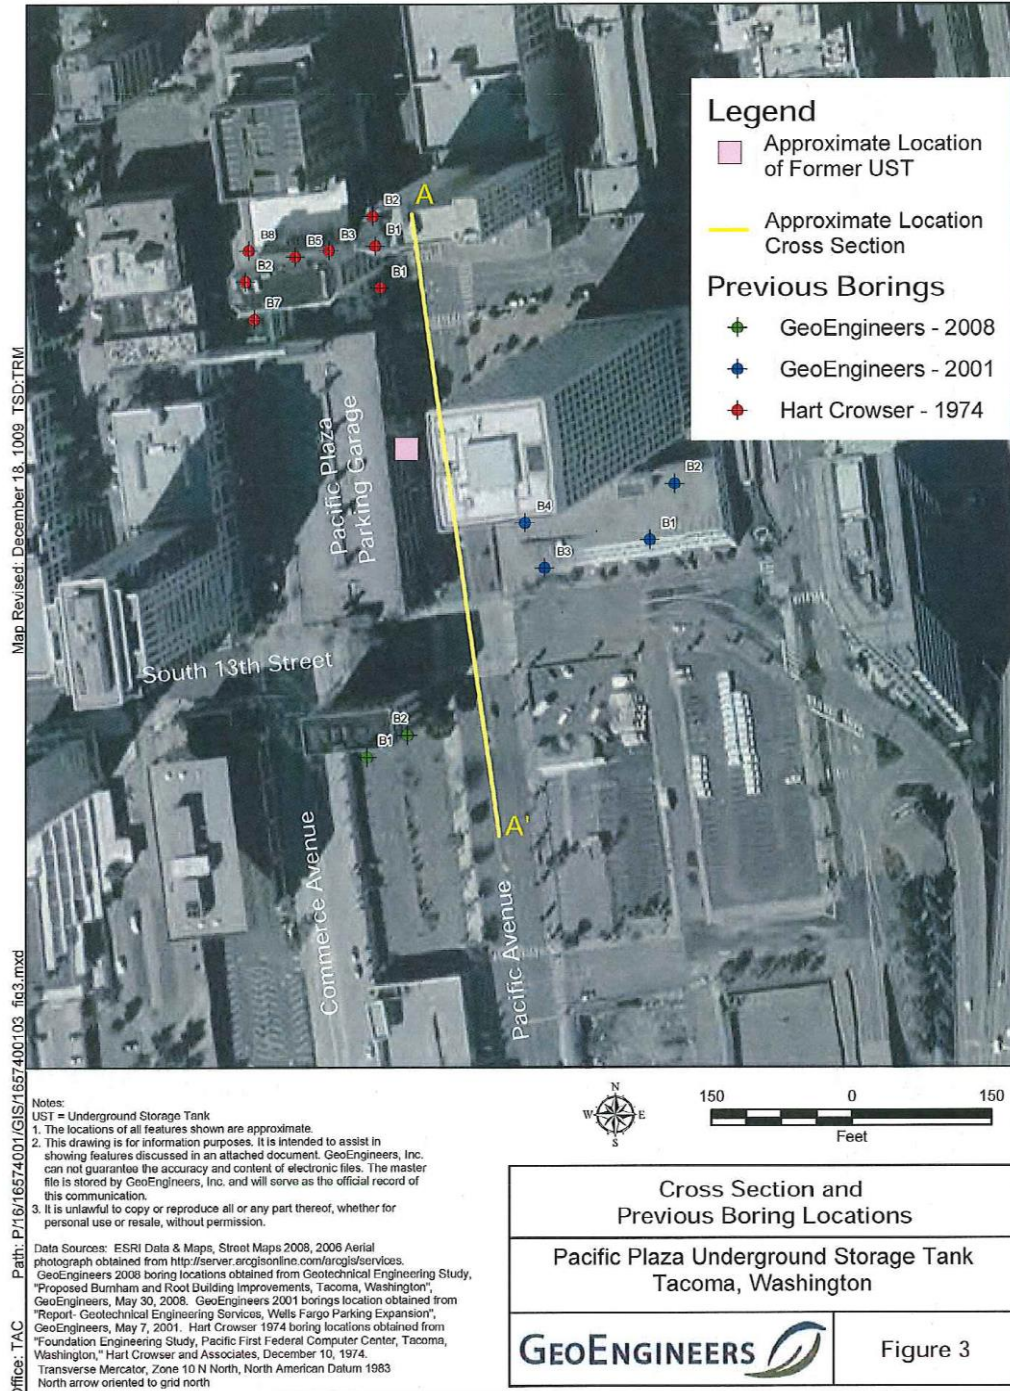 Legend
Approximate Location
of Former UST
Approximate Location
Cross Section
Previous Borings
GeoEngineers - 2008
GeoEngineers - 2001
Hart Crowser - 1974
A
B2
B1
B8
B5
B3
B2
B1
B7
Pacific Plaza
Parking Garage
B2
B4
B1
B3
South 13th Street
B2
B1
A'
Commerce Avenue
Pacific Avenue
Map Revised: December 18, 1009 TSD:TRM
Path: P/16/16574001/GIS/1657400103_fig3.mxd
Office: TAC
Notes:
UST = Underground Storage Tank
1. The locations of all features shown are approximate.
2. This drawing is for information purposes. It is intended to assist in
showing features discussed in an attached document. GeoEngineers, Inc.
can not guarantee the accuracy and content of electronic files. The master
file is stored by GeoEngineers, Inc. and will serve as the official record of
this communication.
3. It is unlawful to copy or reproduce all or any part thereof, whether for
personal use or resale, without permission.
Data Sources: ESRI Data & Maps, Street Maps 2008, 2006 Aerial
photograph obtained from http://server.arcgisonline.com/arcgis/services.
GeoEngineers 2008 boring locations obtained from Geotechnical Engineering Study,
"Proposed Burnham and Root Building Improvements, Tacoma, Washington",
GeoEngineers, May 30, 2008. GeoEngineers 2001 borings location obtained from
"Report- Geotechnical Engineering Services, Wells Fargo Parking Expansion",
GeoEngineers, May 7, 2001. Hart Crowser 1974 boring locations obtained from
"Foundation Engineering Study, Pacific First Federal Computer Center, Tacoma,
Washington," Hart Crowser and Associates, December 10, 1974.
Transverse Mercator, Zone 10 N North, North American Datum 1983
North arrow oriented to grid north
N
W E
S
150 0 150
Feet
Cross Section and
Previous Boring Locations
Pacific Plaza Underground Storage Tank
Tacoma, Washington
GEOENGINEERS
Figure 3